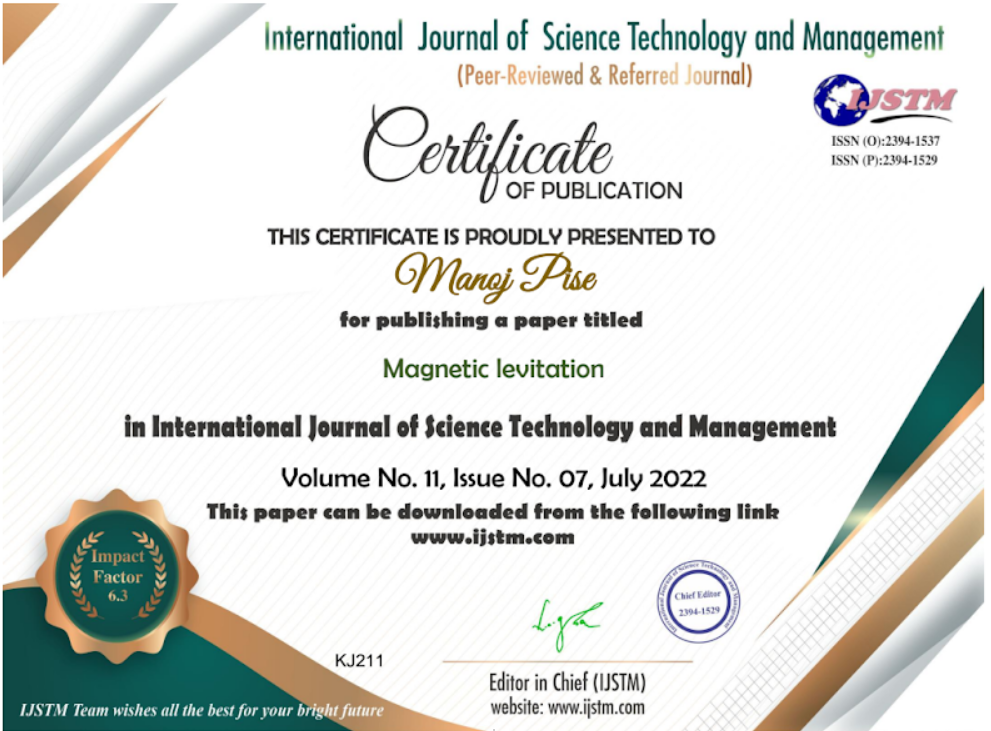 International Journal of Science Technology and Management
(Peer-Reviewed & Referred Journal)
IJSTM
ISSN (O):2394-1537
ISSN (P):2394-1529
Certificate
OF PUBLICATION
THIS CERTIFICATE IS PROUDLY PRESENTED TO
Manoj Pise
for publishing a paper titled
Magnetic levitation
in International Journal of Science Technology and Management
Volume No. 11, Issue No. 07, July 2022
This paper can be downloaded from the following link
www.ijstm.com
Impact
Factor
6.3
International Journal of Science Technology and Management
Chief Editor
2394-1529
KJ211
Editor in Chief (IJSTM)
website: www.ijstm.com
IJSTM Team wishes all the best for your bright future